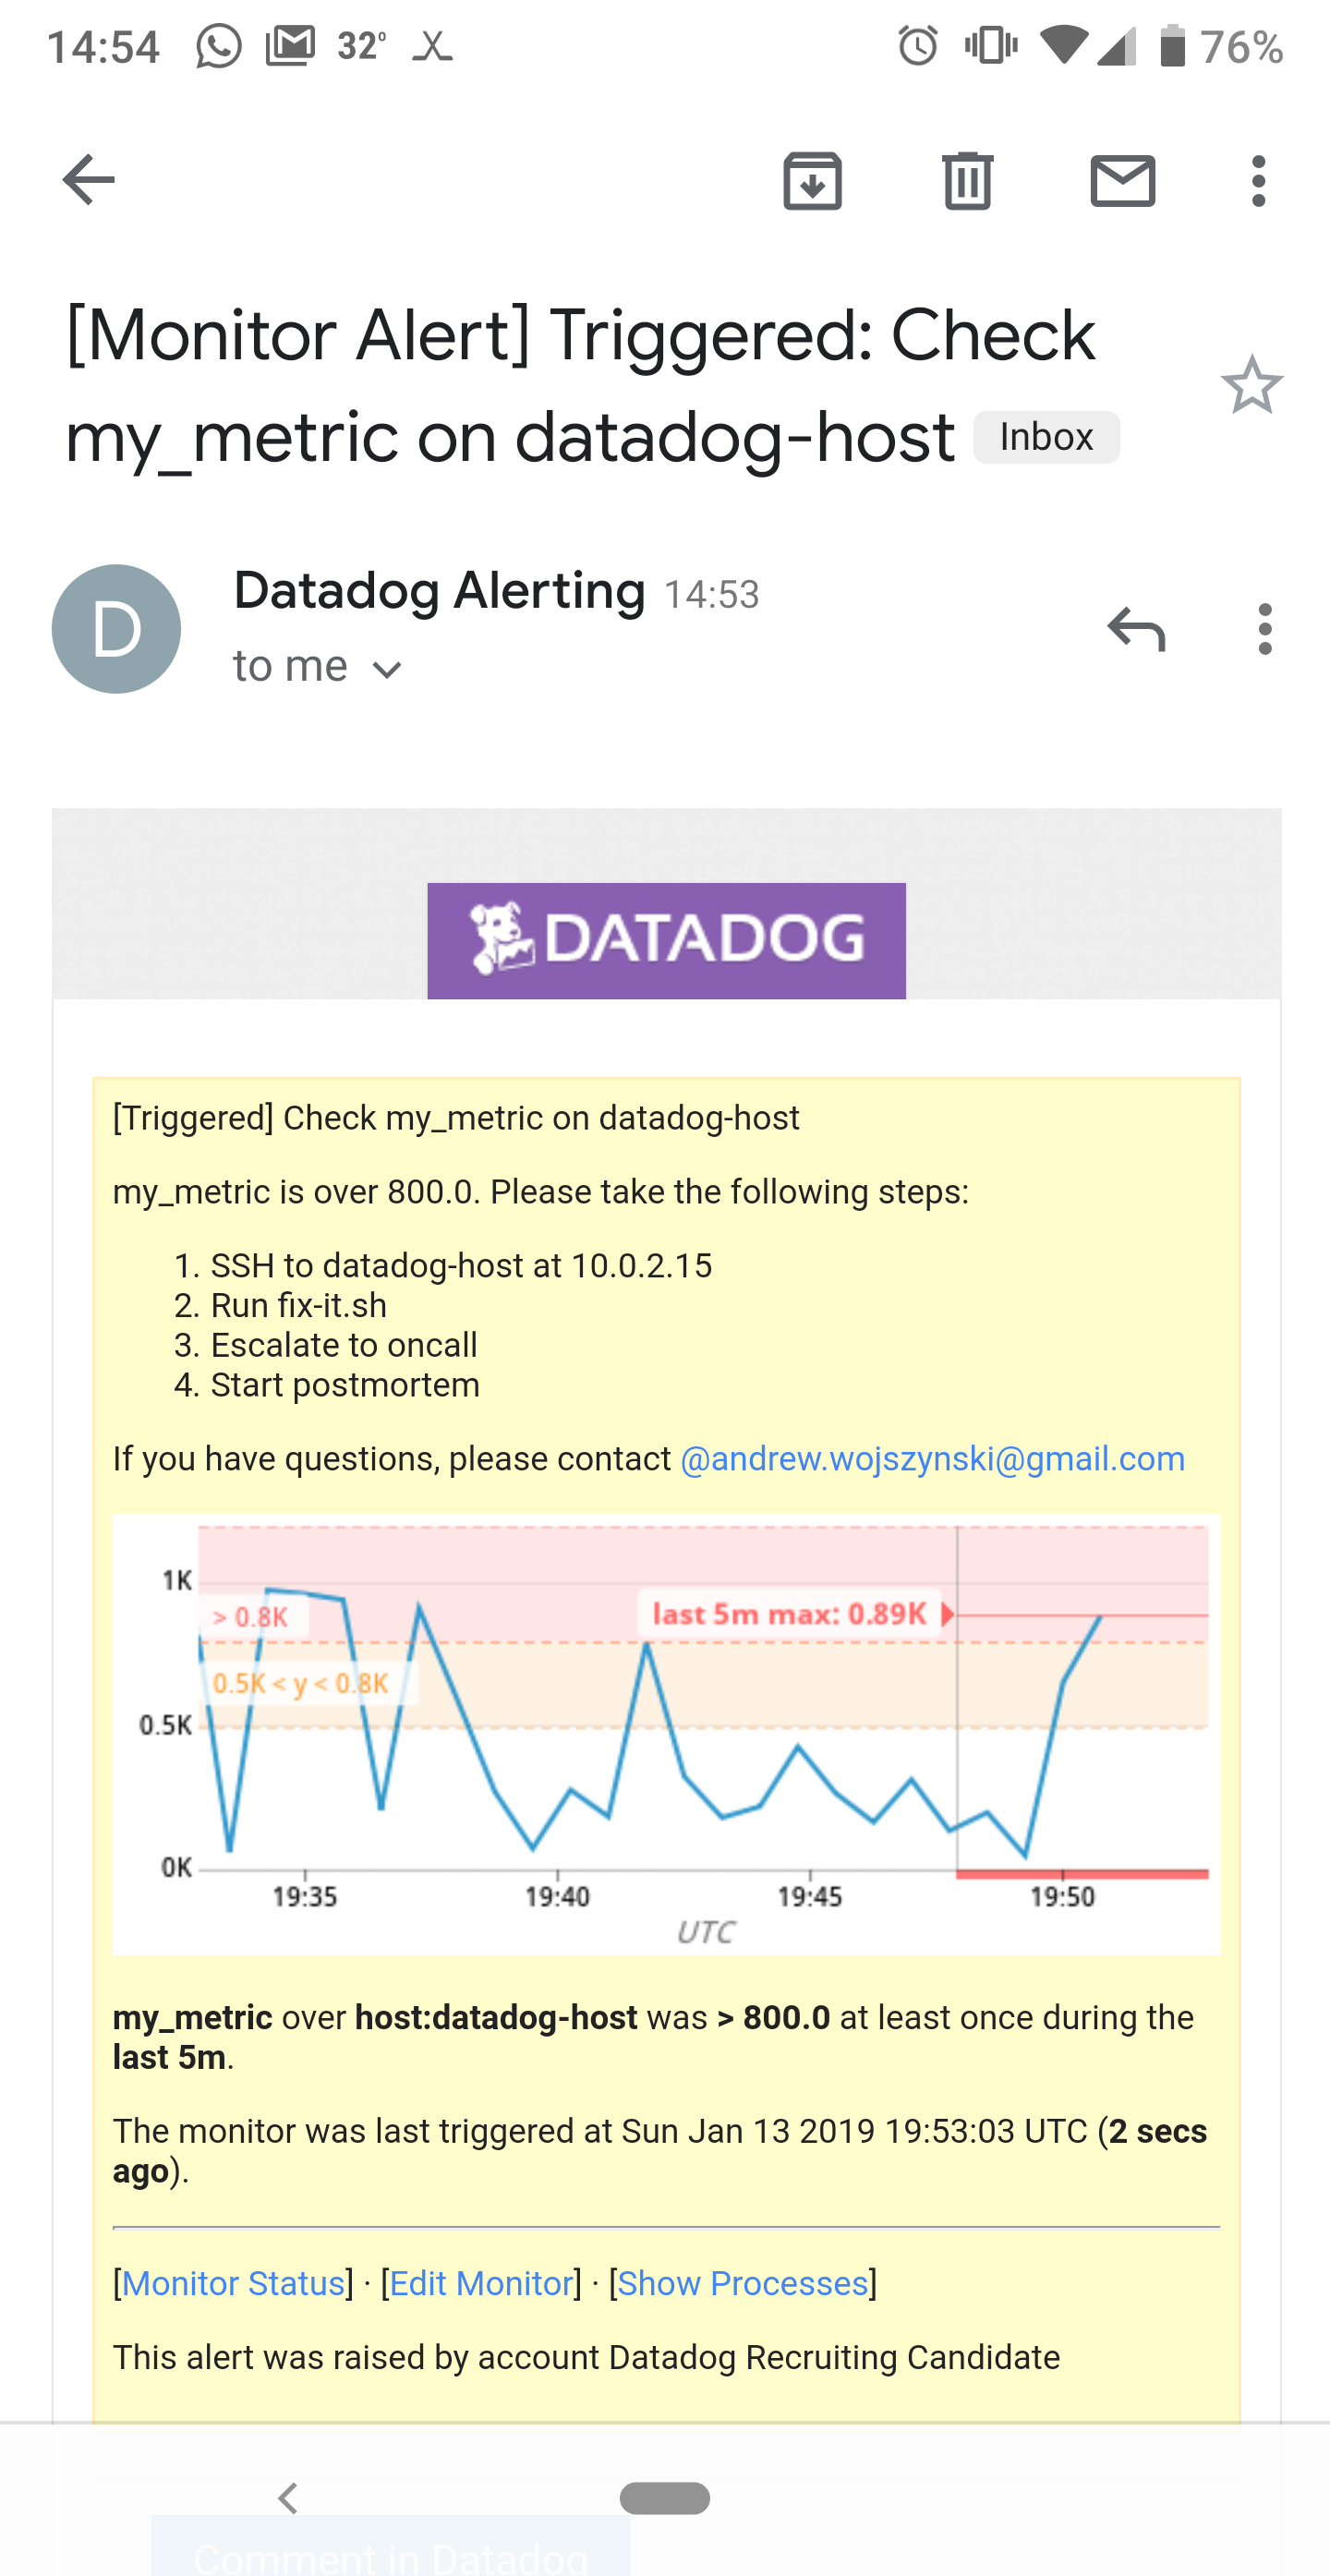 14:54 32° 76%
[Monitor Alert] Triggered: Check
my_metric on datadog-host Inbox
D
Datadog Alerting 14:53
to me
DATADOG
[Triggered] Check my_metric on datadog-host
my_metric is over 800.0. Please take the following steps:
1. SSH to datadog-host at 10.0.2.15
2. Run fix-it.sh
3. Escalate to oncall
4. Start postmortem
If you have questions, please contact @andrew.wojszynski@gmail.com
1K
> 0.8K
last 5m max: 0.89K
0.5K < y < 0.8K
0.5K
0K
19:35 19:40 19:45 19:50
UTC
my_metric over host:datadog-host was > 800.0 at least once during the
last 5m.
The monitor was last triggered at Sun Jan 13 2019 19:53:03 UTC (2 secs
ago).
[Monitor Status] · [Edit Monitor] · [Show Processes]
This alert was raised by account Datadog Recruiting Candidate
Comment in Datadog